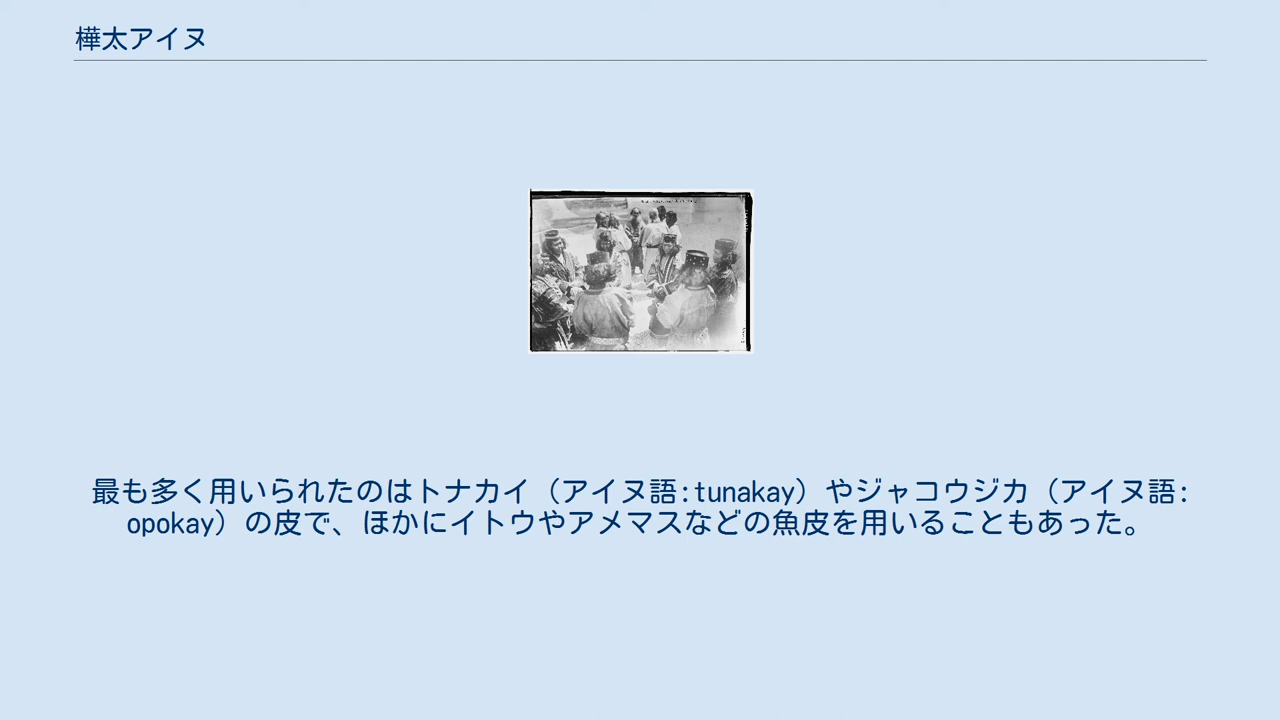 樺太アイヌ
最も多く用いられたのはトナカイ（アイヌ語:tunakay）やジャコウジカ（アイヌ語:
opokay）の皮で、ほかにイトウやアメマスなどの魚皮を用いることもあった。